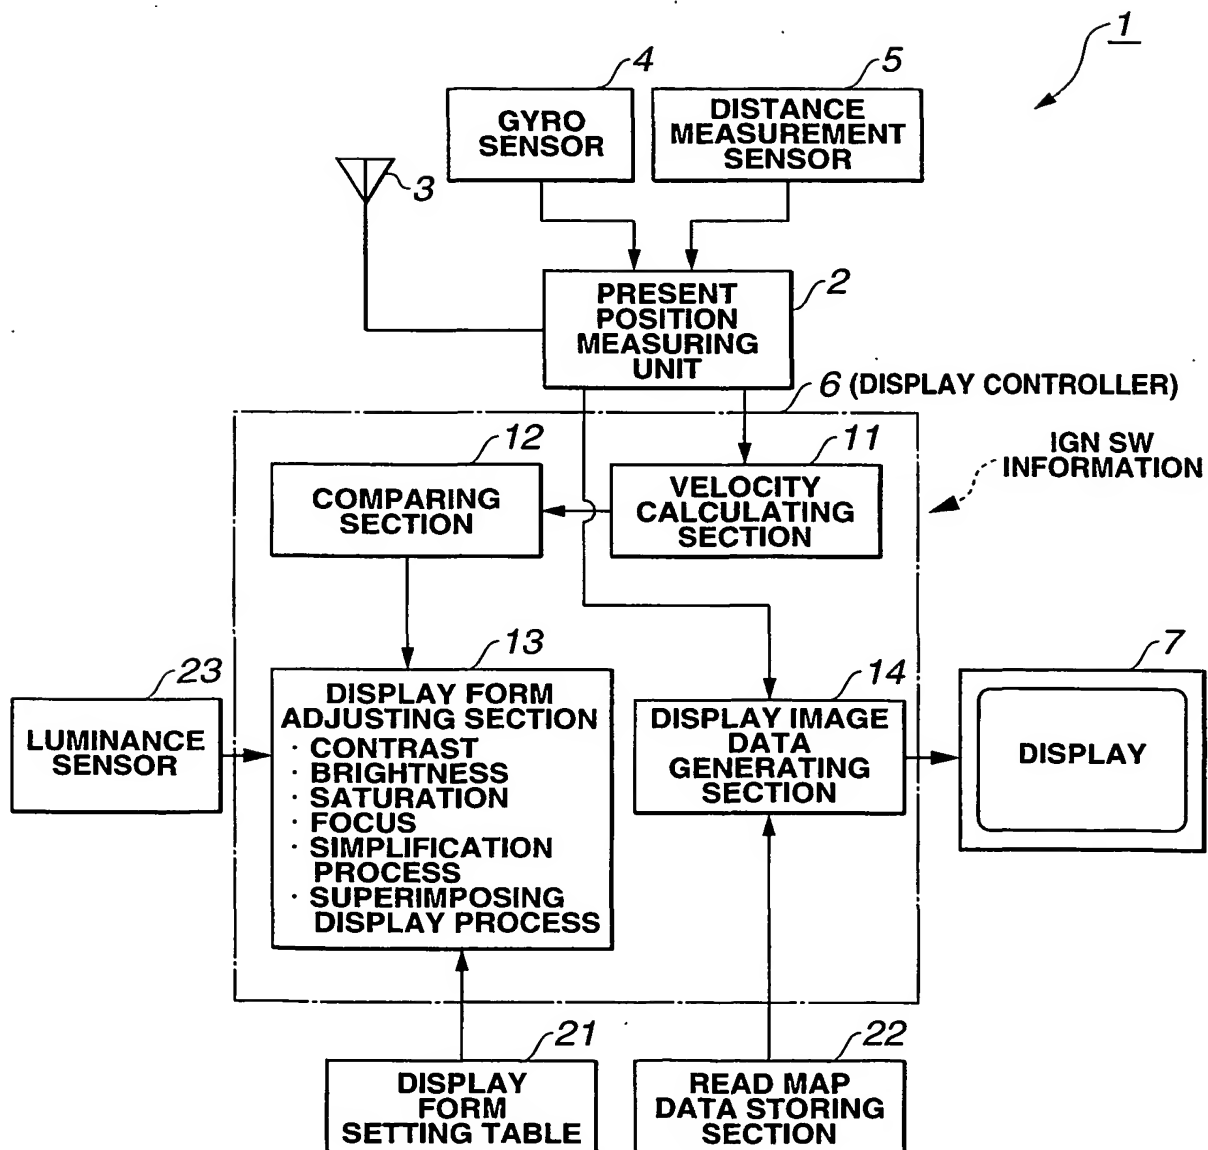 1
4
5
GYRO
SENSOR
DISTANCE
MEASUREMENT
SENSOR
3
2
PRESENT
POSITION
MEASURING
UNIT
6 (DISPLAY CONTROLLER)
12
11
IGN SW
INFORMATION
COMPARING
SECTION
VELOCITY
CALCULATING
SECTION
23
13
14
7
LUMINANCE
SENSOR
DISPLAY FORM
ADJUSTING SECTION
· CONTRAST
· BRIGHTNESS
· SATURATION
· FOCUS
· SIMPLIFICATION
PROCESS
· SUPERIMPOSING
DISPLAY PROCESS
DISPLAY IMAGE
DATA
GENERATING
SECTION
DISPLAY
21
22
DISPLAY
FORM
SETTING TABLE
READ MAP
DATA STORING
SECTION